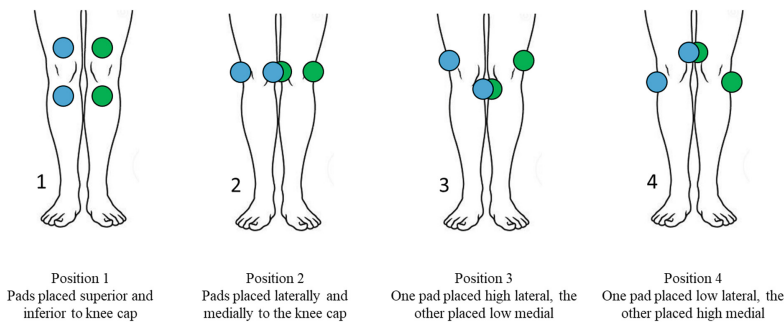 1
2
3
4
Position 1
Pads placed superior and
inferior to knee cap
Position 2
Pads placed laterally and
medially to the knee cap
Position 3
One pad placed high lateral, the
other placed low medial
Position 4
One pad placed low lateral, the
other placed high medial